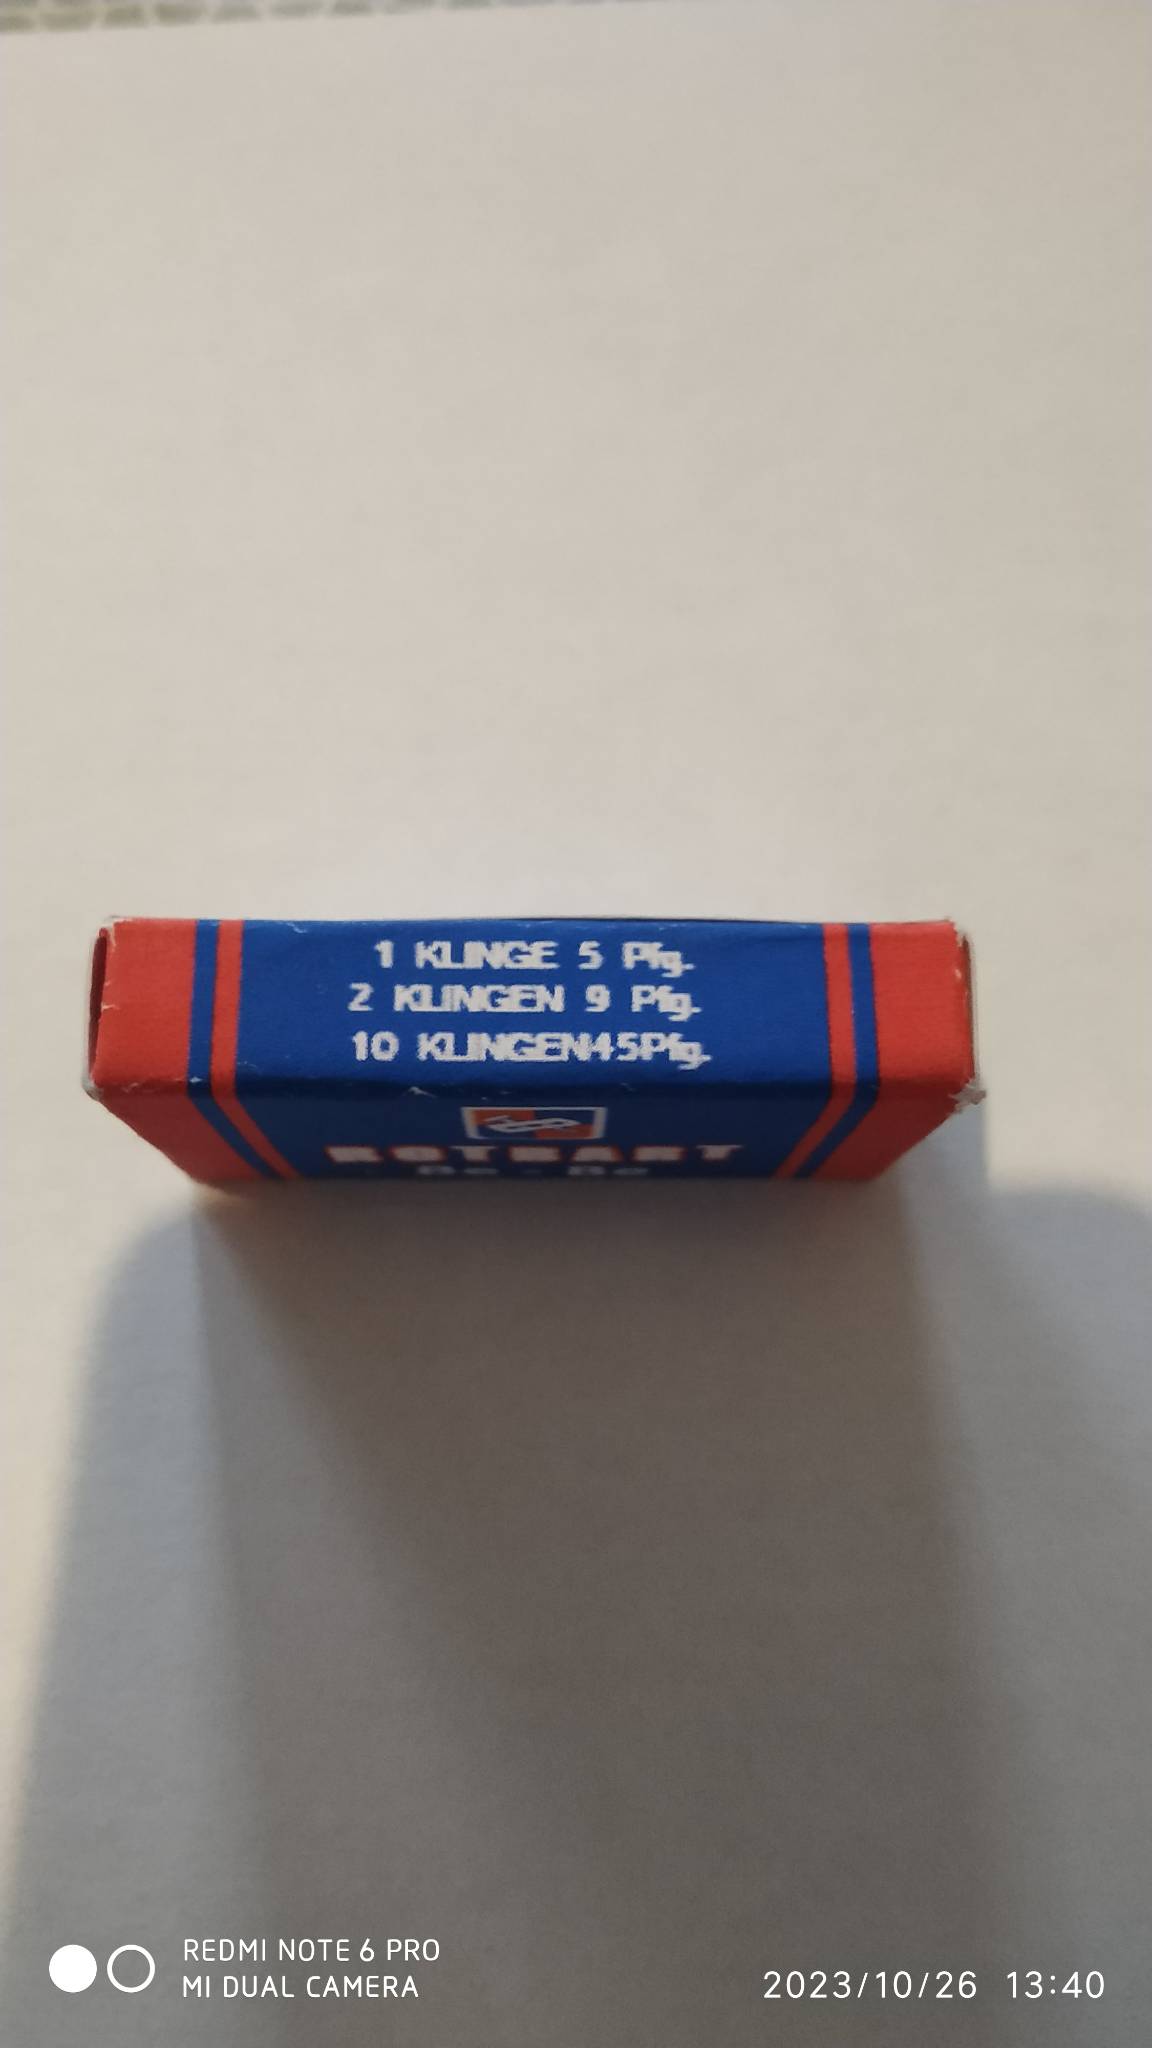 1 KLINGE 5 Pfg.
2 KLINGEN 9 Pfg.
10 KLINGEN45Pfg.
ROTBART
REDMI NOTE 6 PRO
MI DUAL CAMERA
2023/10/26 13:40